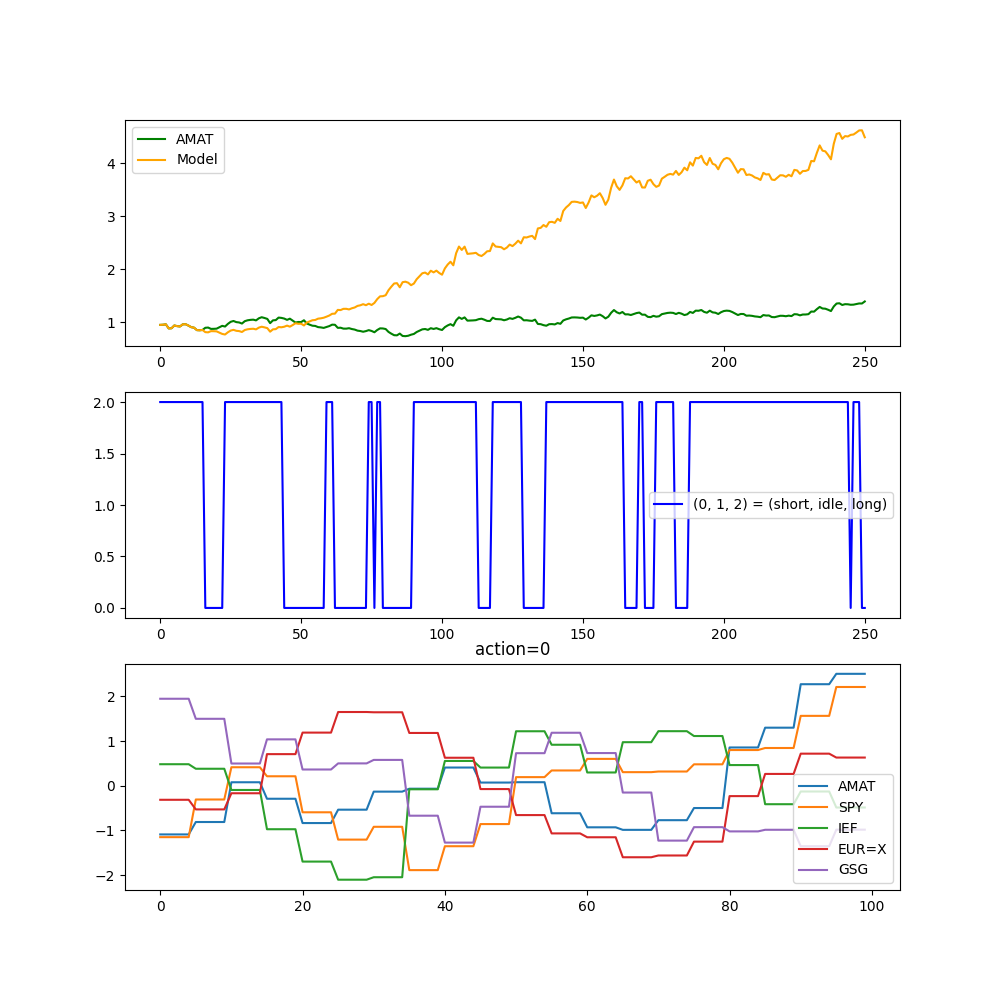 AMAT
Model
4
3
2
1
0 50 100 150 200 250
2.0
1.5
1.0
0.5
0.0
(0, 1, 2) = (short, idle, long)
0 50 100 150 200 250
action=0
2
1
0
−1
−2
AMAT
SPY
IEF
EUR=X
GSG
0 20 40 60 80 100